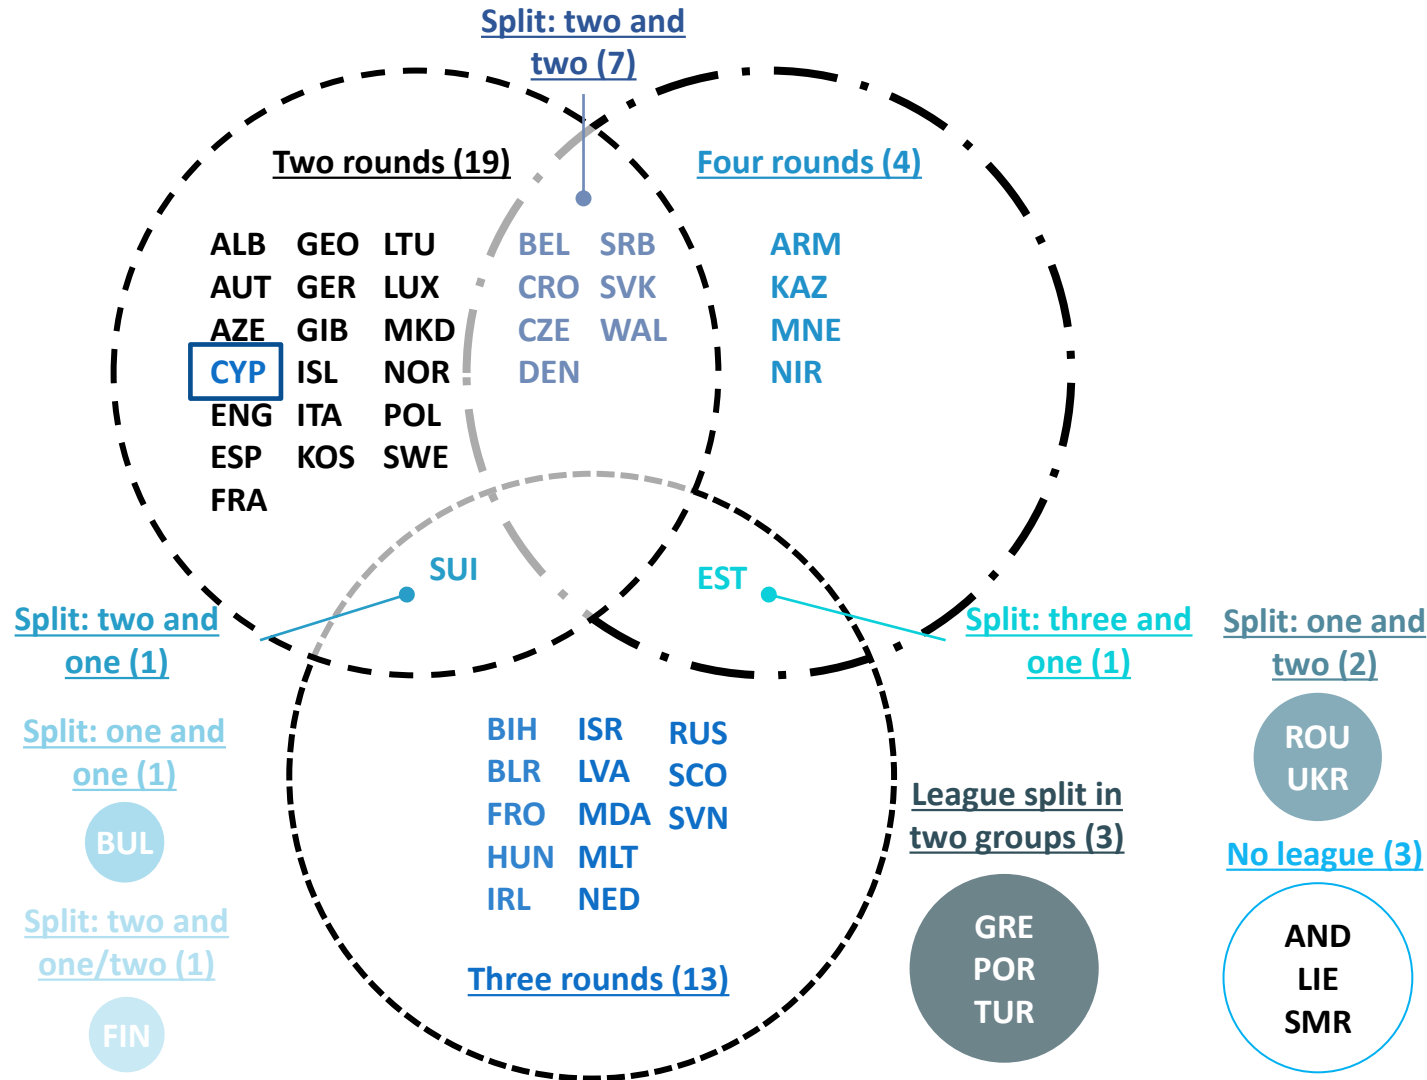 Split: two and
two (7)
Two rounds (19)
Four rounds (4)
ALB GEO LTU
AUT GER LUX
AZE GIB MKD
CYP ISL NOR
ENG ITA POL
ESP KOS SWE
FRA
BEL SRB
CRO SVK
CZE WAL
DEN
ARM
KAZ
MNE
NIR
SUI
EST
Split: two and
one (1)
Split: three and
one (1)
Split: one and
two (2)
ROU
UKR
Split: one and
one (1)
BUL
BIH ISR RUS
BLR LVA SCO
FRO MDA SVN
HUN MLT
IRL NED
Three rounds (13)
League split in
two groups (3)
GRE
POR
TUR
No league (3)
AND
LIE
SMR
Split: two and
one/two (1)
FIN